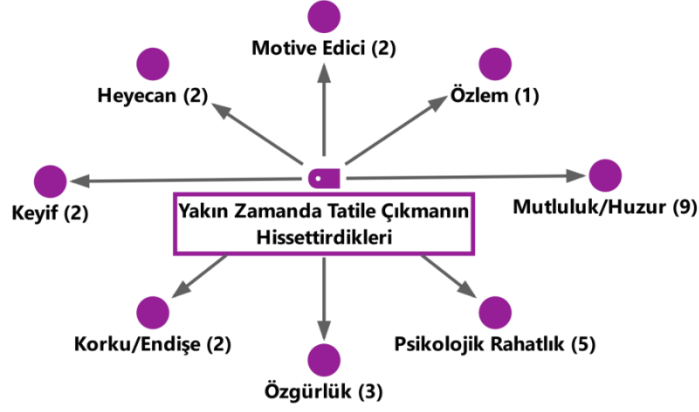 Motive Edici (2)
Heyecan (2)
Özlem (1)
Keyif (2)
Yakın Zamanda Tatile Çıkmanın
Hissettirdikleri
Mutluluk/Huzur (9)
Korku/Endişe (2)
Psikolojik Rahatlık (5)
Özgürlük (3)